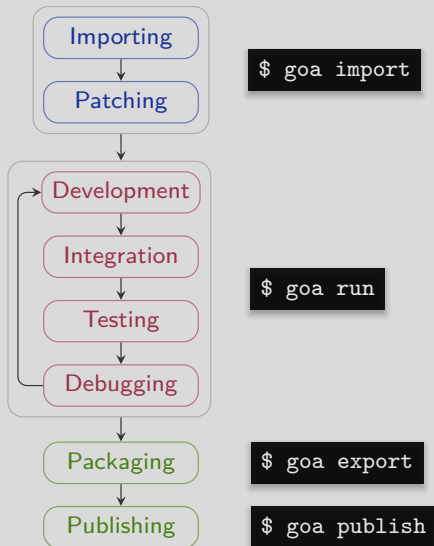 Importing
$ goa import
Patching
Development
Integration
$ goa run
Testing
Debugging
Packaging
$ goa export
Publishing
$ goa publish